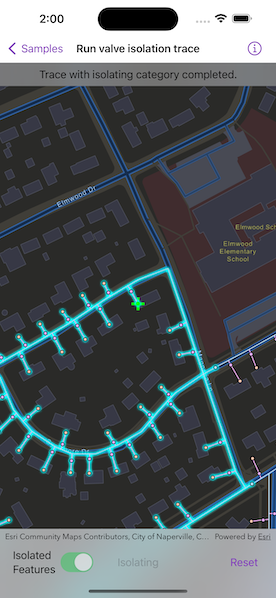 2:00
Samples
Run valve isolation trace
Trace with isolating category completed.
Elmwood Dr
Elmwood Sch
Elmwood
Elementary
School
Esri Community Maps Contributors, City of Naperville, C... Powered by Esri
Isolated
Features
Isolating
Reset